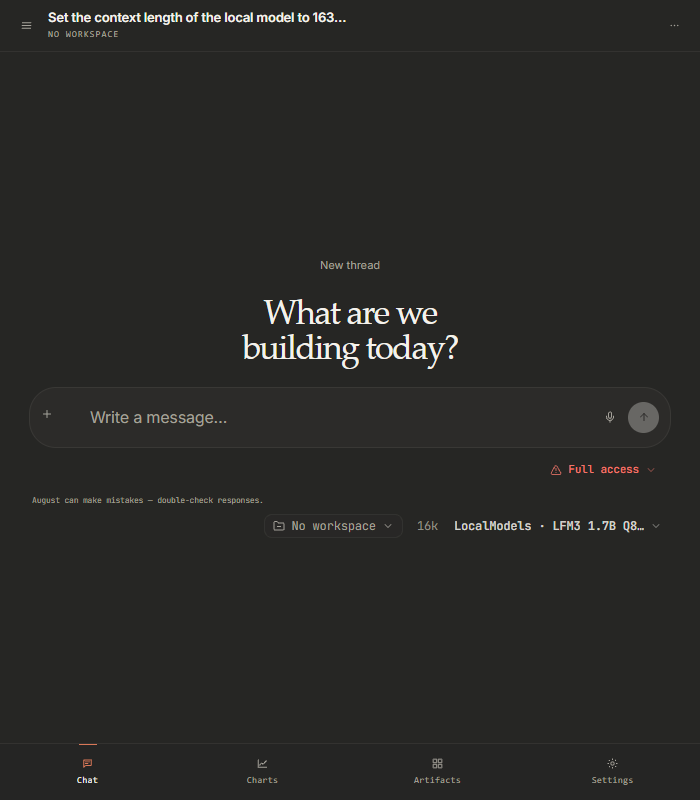 Set the context length of the local model to 163…
NO WORKSPACE
New thread
What are we
building today?
Write a message...
Full access
August can make mistakes — double-check responses.
No workspace
16k
LocalModels · LFM3 1.7B Q8…
Chat
Charts
Artifacts
Settings